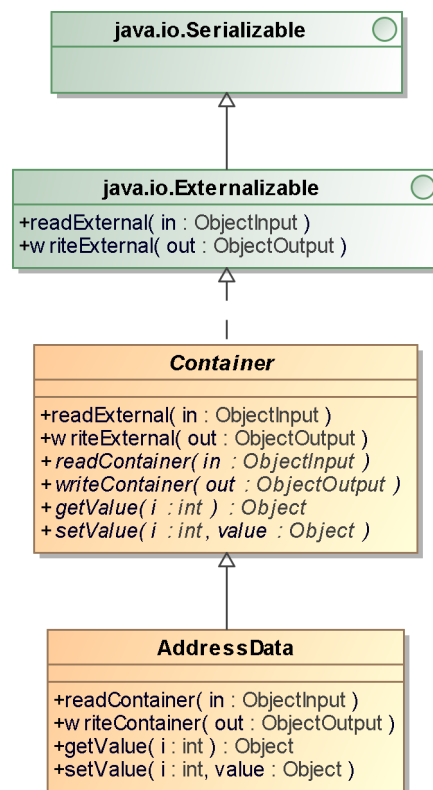 java.io.Serializable
java.io.Externalizable
+readExternal( in : ObjectInput )
+writeExternal( out : ObjectOutput )
Container
+readExternal( in : ObjectInput )
+writeExternal( out : ObjectOutput )
+readContainer( in : ObjectInput )
+writeContainer( out : ObjectOutput )
+getValue( i : int ) : Object
+setValue( i : int, value : Object )
AddressData
+readContainer( in : ObjectInput )
+writeContainer( out : ObjectOutput )
+getValue( i : int ) : Object
+setValue( i : int, value : Object )